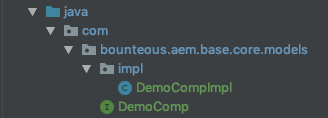 java
com
bounteous.aem.base.core.models
impl
C DemoCompImpl
I DemoComp